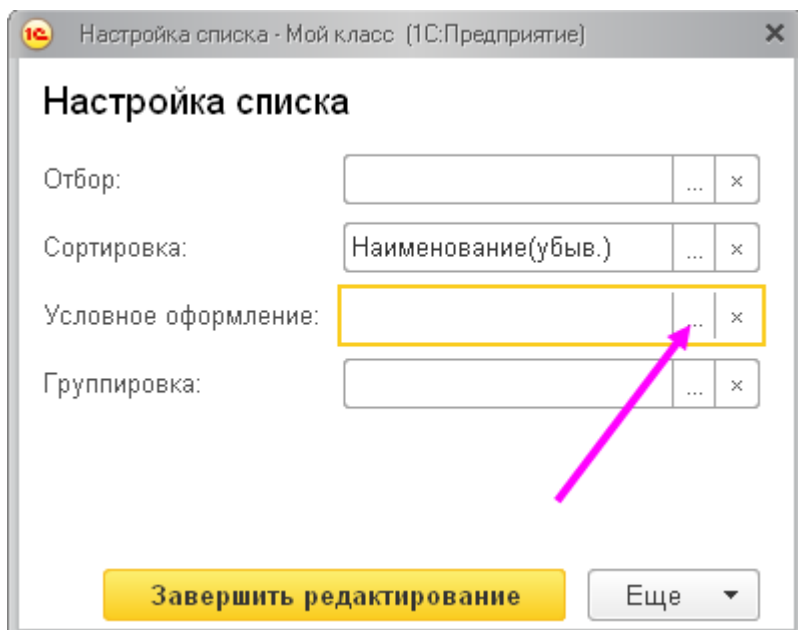 1С Настройка списка - Мой класс (1С:Предприятие) ×
Настройка списка
Отбор: ... ×
Сортировка: Наименование(убыв.) ... ×
Условное оформление: ... ×
Группировка: ... ×
Завершить редактирование Еще